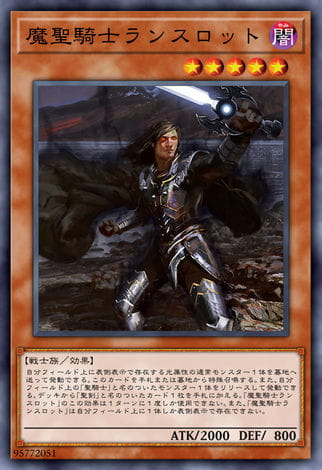 魔聖騎士ランスロット
闇
やみ
【戦士族／効果】
自分フィールド上に表側表示で存在する光属性の通常モンスター１体を墓地へ
送って発動できる。このカードを手札または墓地から特殊召喚する。また、自分
フィールド上の「聖騎士」と名のついたモンスター１体をリリースして発動でき
る。デッキから「聖剣」と名のついたカード１枚を手札に加える。「魔聖騎士ラン
スロット」のこの効果は１ターンに１度しか使用できない。また、「魔聖騎士ラン
スロット」は自分フィールド上に１体しか表側表示で存在できない。
ATK/2000 DEF/ 800
95772051